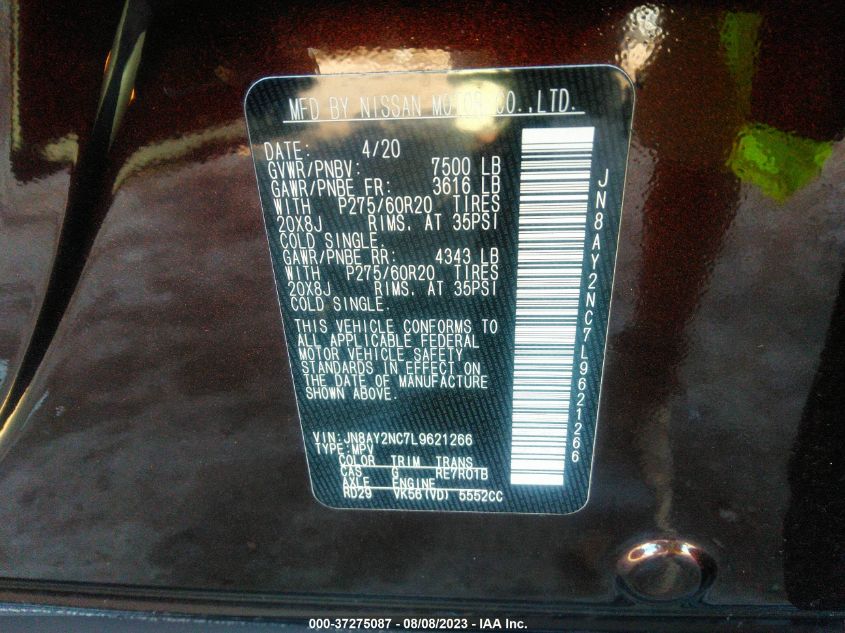 MFD BY NISSAN MOTOR CO.,LTD.
DATE: 4/20
GVWR/PNBV: 7500 LB
GAWR/PNBE FR: 3616 LB
WITH P275/60R20 TIRES
20X8J RIMS. AT 35PSI
COLD SINGLE.
GAWR/PNBE RR: 4343 LB
WITH P275/60R20 TIRES
20X8J RIMS. AT 35PSI
COLD SINGLE.
THIS VEHICLE CONFORMS TO
ALL APPLICABLE FEDERAL
MOTOR VEHICLE SAFETY
STANDARDS IN EFFECT ON
THE DATE OF MANUFACTURE
SHOWN ABOVE.
VIN:JN8AY2NC7L9621266
TYPE:MPV
COLOR TRIM TRANS
CAS G RE7R01B
AXLE ENGINE
RD29 VK56(VD) 5552CC
JN8AY2NC7L9621266
000-37275087 - 08/08/2023 - IAA Inc.